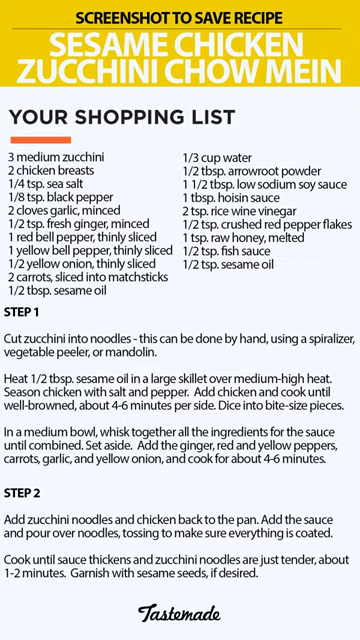 SCREENSHOT TO SAVE RECIPE
SESAME CHICKEN
ZUCCHINI CHOW MEIN
YOUR SHOPPING LIST
3 medium zucchini
2 chicken breasts
1/4 tsp. sea salt
1/8 tsp. black pepper
2 cloves garlic, minced
1/2 tsp. fresh ginger, minced
1 red bell pepper, thinly sliced
1 yellow bell pepper, thinly sliced
1/2 yellow onion, thinly sliced
2 carrots, sliced into matchsticks
1/2 tbsp. sesame oil
1/3 cup water
1/2 tbsp. arrowroot powder
1 1/2 tbsp. low sodium soy sauce
1 tbsp. hoisin sauce
2 tsp. rice wine vinegar
1/2 tsp. crushed red pepper flakes
1 tsp. raw honey, melted
1/2 tsp. fish sauce
1/2 tsp. sesame oil
STEP 1
Cut zucchini into noodles - this can be done by hand, using a spiralizer,
vegetable peeler, or mandolin.
Heat 1/2 tbsp. sesame oil in a large skillet over medium-high heat.
Season chicken with salt and pepper. Add chicken and cook until
well-browned, about 4-6 minutes per side. Dice into bite-size pieces.
In a medium bowl, whisk together all the ingredients for the sauce
until combined. Set aside. Add the ginger, red and yellow peppers,
carrots, garlic, and yellow onion, and cook for about 4-6 minutes.
STEP 2
Add zucchini noodles and chicken back to the pan. Add the sauce
and pour over noodles, tossing to make sure everything is coated.
Cook until sauce thickens and zucchini noodles are just tender, about
1-2 minutes. Garnish with sesame seeds, if desired.
Tastemade